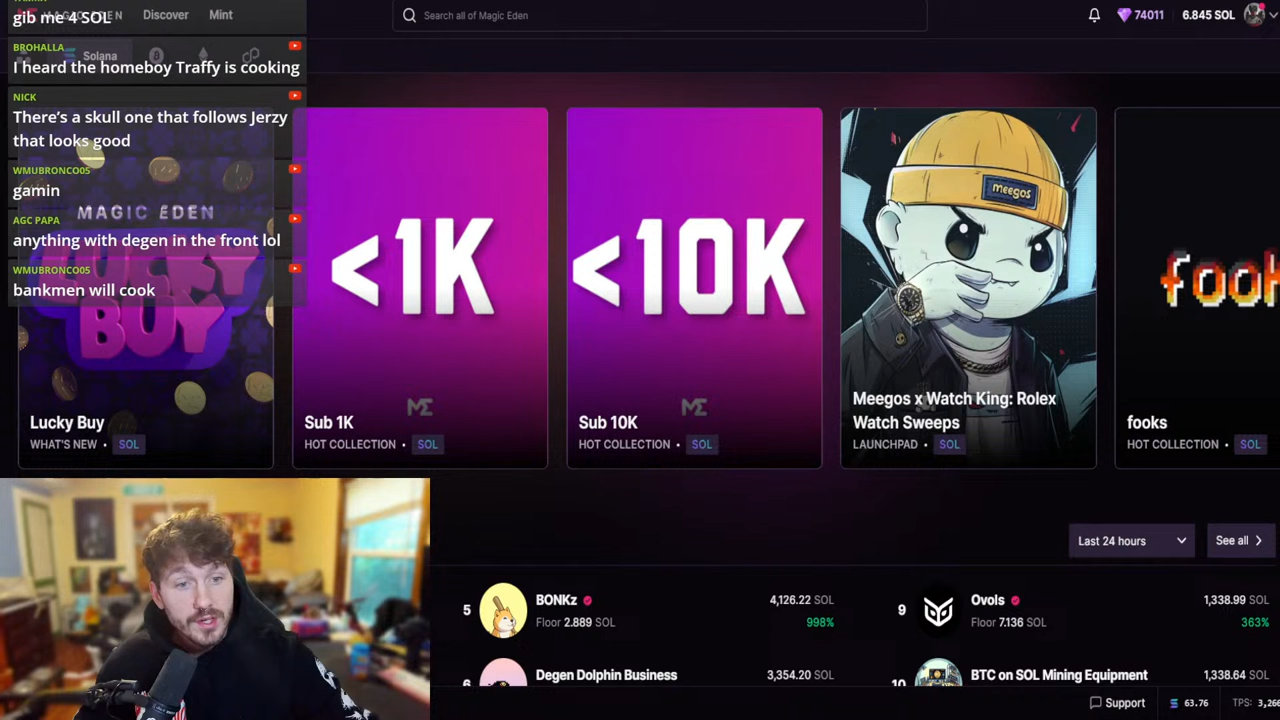 gib me 4 SOL
BROHALLA
I heard the homeboy Traffy is cooking
NICK
There's a skull one that follows Jerzy
that looks good
WMUBRONCO05
gamin
AGC PAPA
anything with degen in the front lol
WMUBRONCO05
bankmen will cook
Discover
Mint
Search all of Magic Eden
74011
6.845 SOL
Solana
MAGIC EDEN
LUCKY
BUY
Lucky Buy
WHAT'S NEW • SOL
<1K
ME
Sub 1K
HOT COLLECTION • SOL
<10K
ME
Sub 10K
HOT COLLECTION • SOL
meegos
Meegos x Watch King: Rolex
Watch Sweeps
LAUNCHPAD • SOL
fooks
HOT COLLECTION • SOL
Last 24 hours
See all
5
BONKz
4,126.22 SOL
Floor 2.889 SOL
998%
9
Ovols
1,338.99 SOL
Floor 7.136 SOL
363%
6
Degen Dolphin Business
3,354.20 SOL
10
BTC on SOL Mining Equipment
1,338.64 SOL
Support
63.76
TPS: